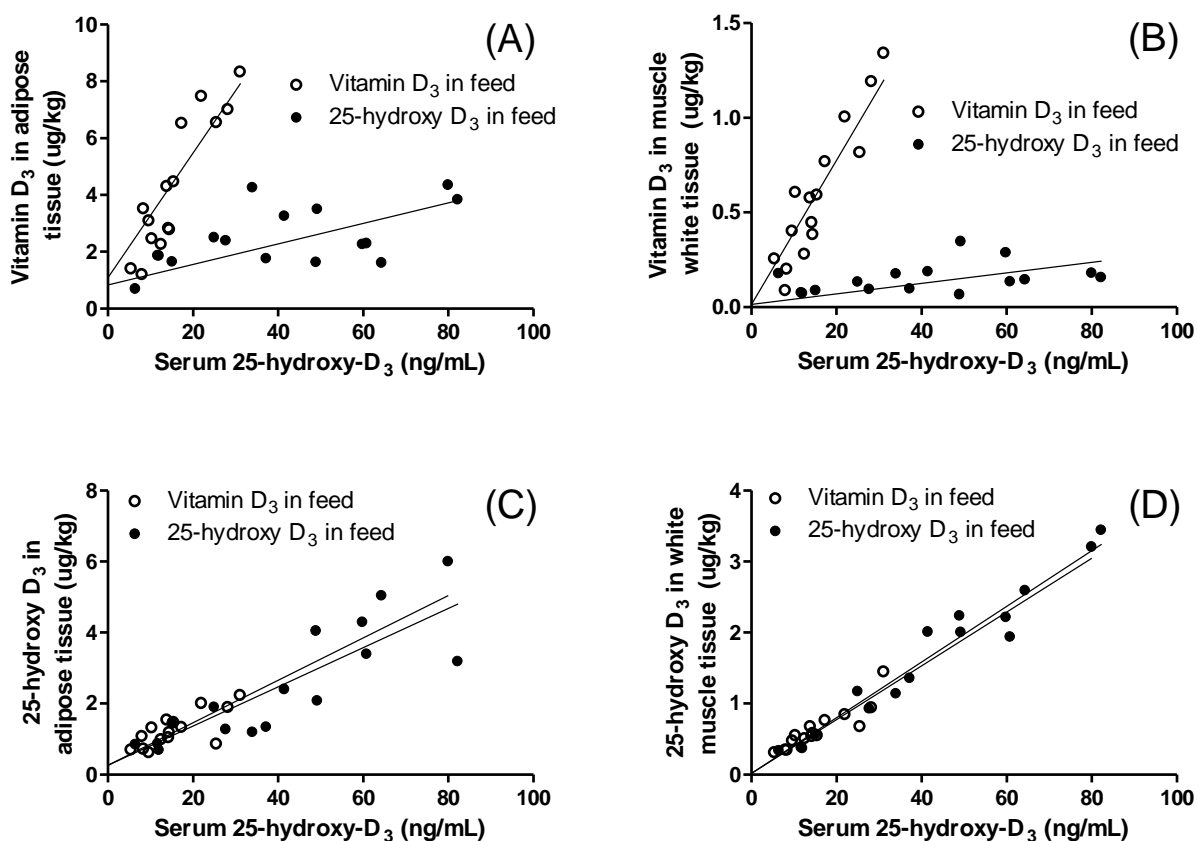 (A)
Vitamin D3 in adipose
tissue (ug/kg)
10
8
6
4
2
0
Vitamin D3 in feed
25-hydroxy D3 in feed
0 20 40 60 80 100
Serum 25-hydroxy-D3 (ng/mL)
(B)
Vitamin D3 in muscle
white tissue (ug/kg)
1.5
1.0
0.5
0.0
Vitamin D3 in feed
25-hydroxy D3 in feed
0 20 40 60 80 100
Serum 25-hydroxy-D3 (ng/mL)
(C)
25-hydroxy D3 in
adipose tissue (ug/kg)
8
6
4
2
0
Vitamin D3 in feed
25-hydroxy D3 in feed
0 20 40 60 80 100
Serum 25-hydroxy-D3 (ng/mL)
(D)
25-hydroxy D3 in white
muscle tissue (ug/kg)
4
3
2
1
0
Vitamin D3 in feed
25-hydroxy D3 in feed
0 20 40 60 80 100
Serum 25-hydroxy-D3 (ng/mL)